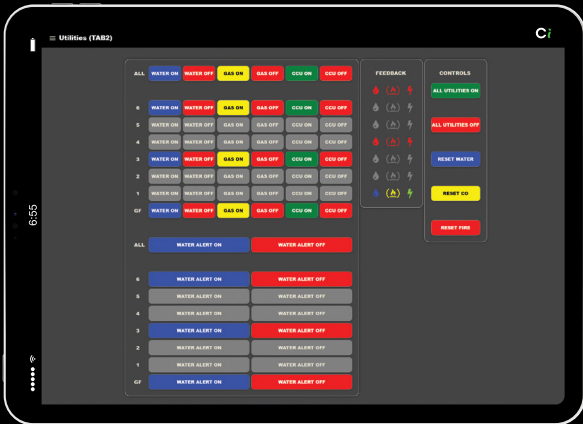 Utilities (TAB2)
Ci
6:55
FEEDBACK CONTROLS
ALL WATER ON WATER OFF GAS ON GAS OFF CCU ON CCU OFF
ALL UTILITIES ON
6 WATER ON WATER OFF GAS ON GAS OFF CCU ON CCU OFF
5 WATER ON WATER OFF GAS ON GAS OFF CCU ON CCU OFF
ALL UTILITIES OFF
4 WATER ON WATER OFF GAS ON GAS OFF CCU ON CCU OFF
3 WATER ON WATER OFF GAS ON GAS OFF CCU ON CCU OFF
RESET WATER
2 WATER ON WATER OFF GAS ON GAS OFF CCU ON CCU OFF
1 WATER ON WATER OFF GAS ON GAS OFF CCU ON CCU OFF
RESET CO
GF WATER ON WATER OFF GAS ON GAS OFF CCU ON CCU OFF
RESET FIRE
ALL WATER ALERT ON WATER ALERT OFF
6 WATER ALERT ON WATER ALERT OFF
5 WATER ALERT ON WATER ALERT OFF
4 WATER ALERT ON WATER ALERT OFF
3 WATER ALERT ON WATER ALERT OFF
2 WATER ALERT ON WATER ALERT OFF
1 WATER ALERT ON WATER ALERT OFF
GF WATER ALERT ON WATER ALERT OFF